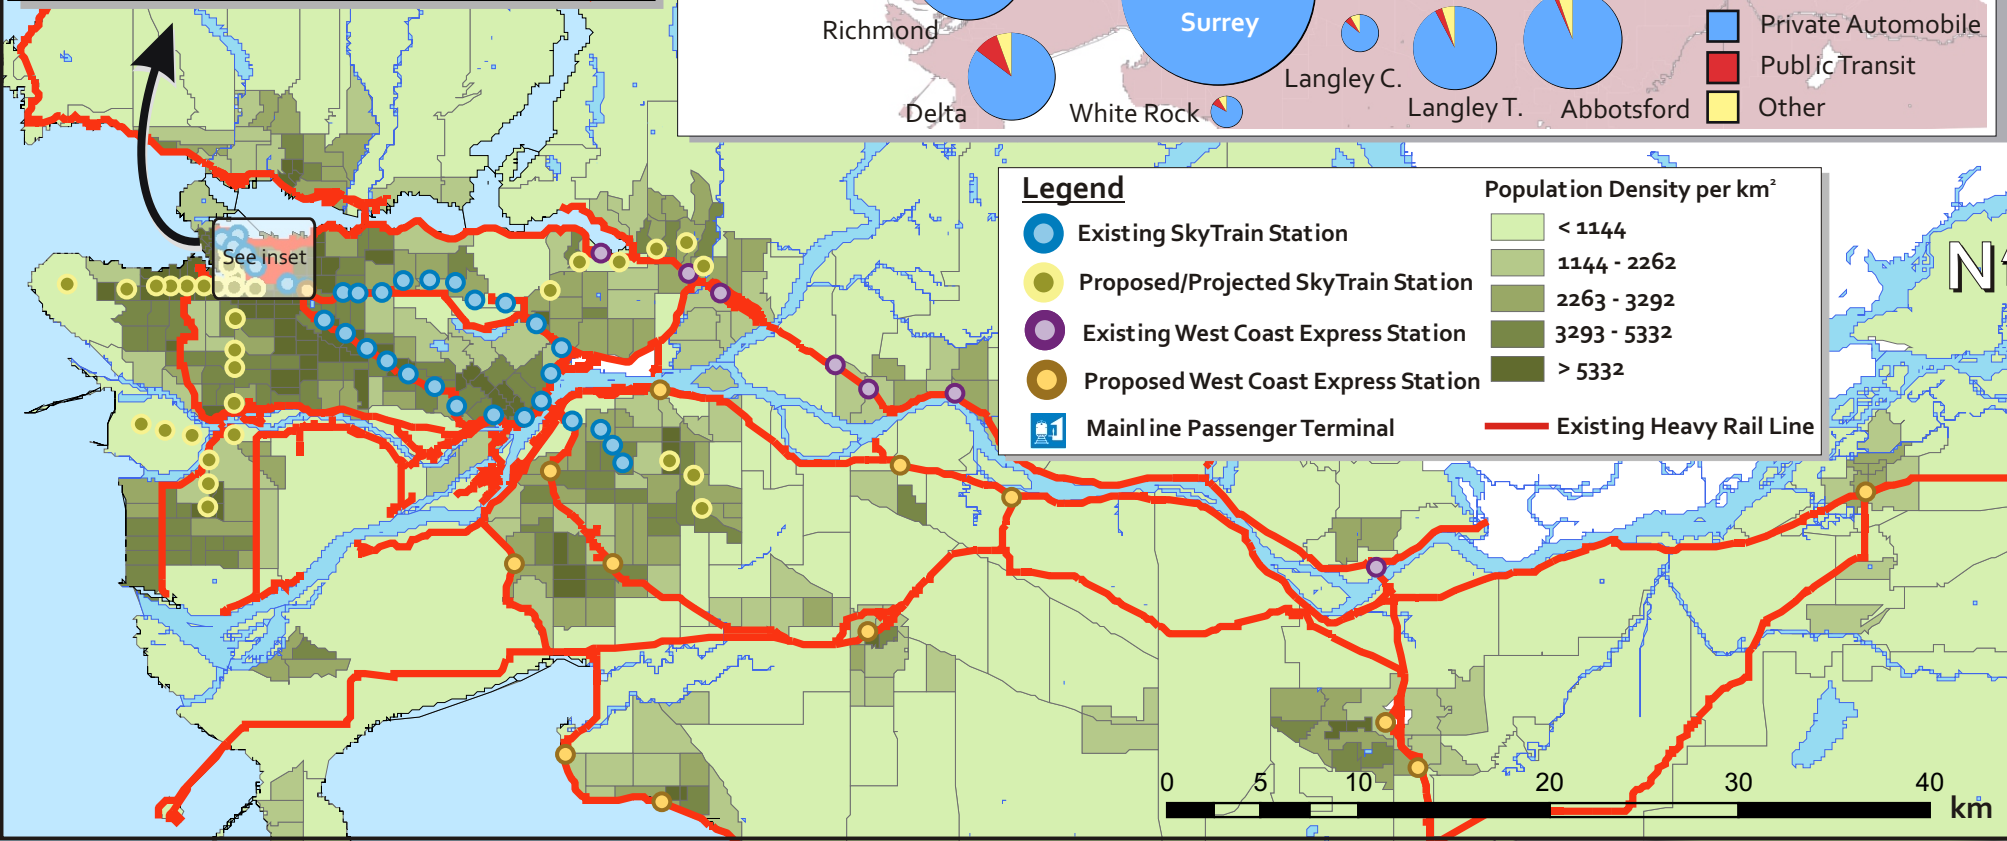 Richmond
Surrey
Delta
White Rock
Langley C.
Langley T.
Abbotsford
Private Automobile
Public Transit
Other
See inset
Legend
Existing SkyTrain Station
Proposed/Projected SkyTrain Station
Existing West Coast Express Station
Proposed West Coast Express Station
Mainline Passenger Terminal
Population Density per km²
< 1144
1144 - 2262
2263 - 3292
3293 - 5332
> 5332
Existing Heavy Rail Line
N
0 5 10 20 30 40
km